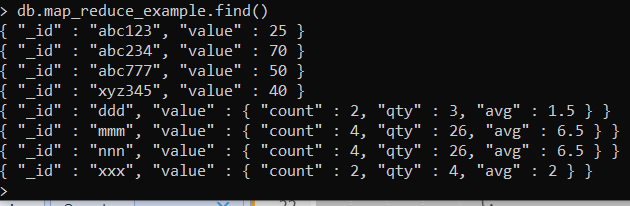 > db.map_reduce_example.find()
{ "_id" : "abc123", "value" : 25 }
{ "_id" : "abc234", "value" : 70 }
{ "_id" : "abc777", "value" : 50 }
{ "_id" : "xyz345", "value" : 40 }
{ "_id" : "ddd", "value" : { "count" : 2, "qty" : 3, "avg" : 1.5 } }
{ "_id" : "mmm", "value" : { "count" : 4, "qty" : 26, "avg" : 6.5 } }
{ "_id" : "nnn", "value" : { "count" : 4, "qty" : 26, "avg" : 6.5 } }
{ "_id" : "xxx", "value" : { "count" : 2, "qty" : 4, "avg" : 2 } }
>